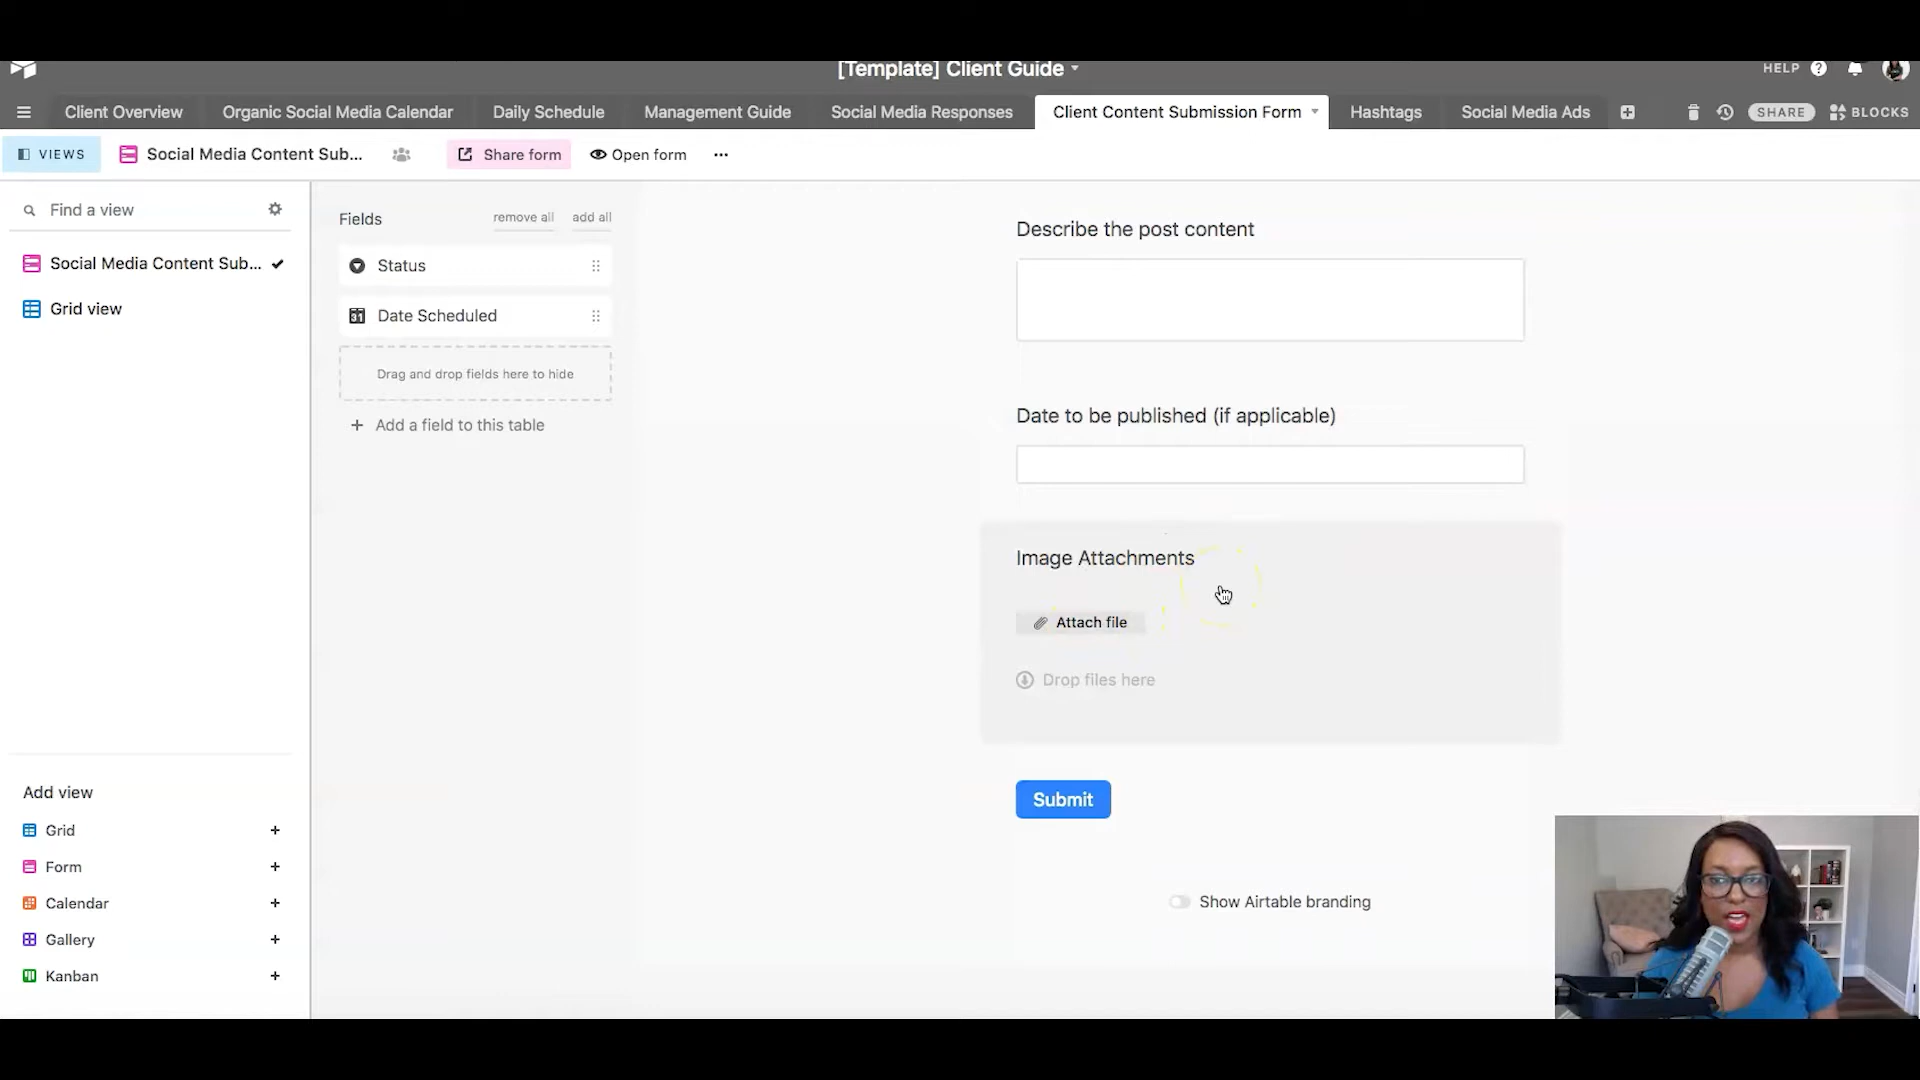 [Template] Client Guide
HELP
Client Overview
Organic Social Media Calendar
Daily Schedule
Management Guide
Social Media Responses
Client Content Submission Form
Hashtags
Social Media Ads
SHARE
BLOCKS
VIEWS
Social Media Content Sub...
Share form
Open form
Find a view
Social Media Content Sub...
Grid view
Add view
Grid
Form
Calendar
Gallery
Kanban
Fields
remove all
add all
Status
31
Date Scheduled
Drag and drop fields here to hide
Add a field to this table
Describe the post content
Date to be published (if applicable)
Image Attachments
Attach file
Drop files here
Submit
Show Airtable branding